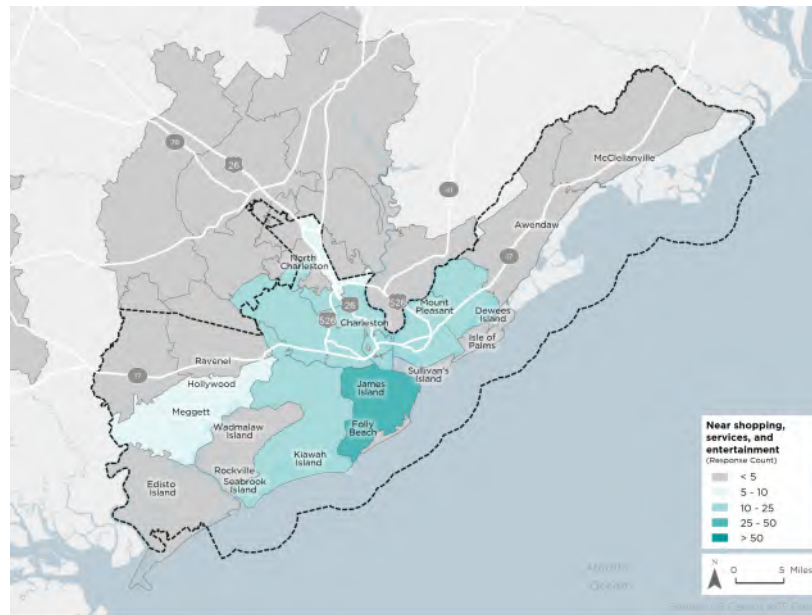 McClellanville
78
26
41
Awendaw
17
North
Charleston
26
526
526
Mount
Pleasant
Charleston
Dewees
Island
Isle of
Palms
Ravenel
17
Sullivan's
Island
Hollywood
James
Island
Meggett
Folly
Beach
Wadmalaw
Island
Kiawah
Island
Rockville
Seabrook
Island
Edisto
Island
Near shopping,
services, and
entertainment
(Response Count)
< 5
5 - 10
10 - 25
25 - 50
> 50
N
0 5 Miles
Atlantic
Ocean